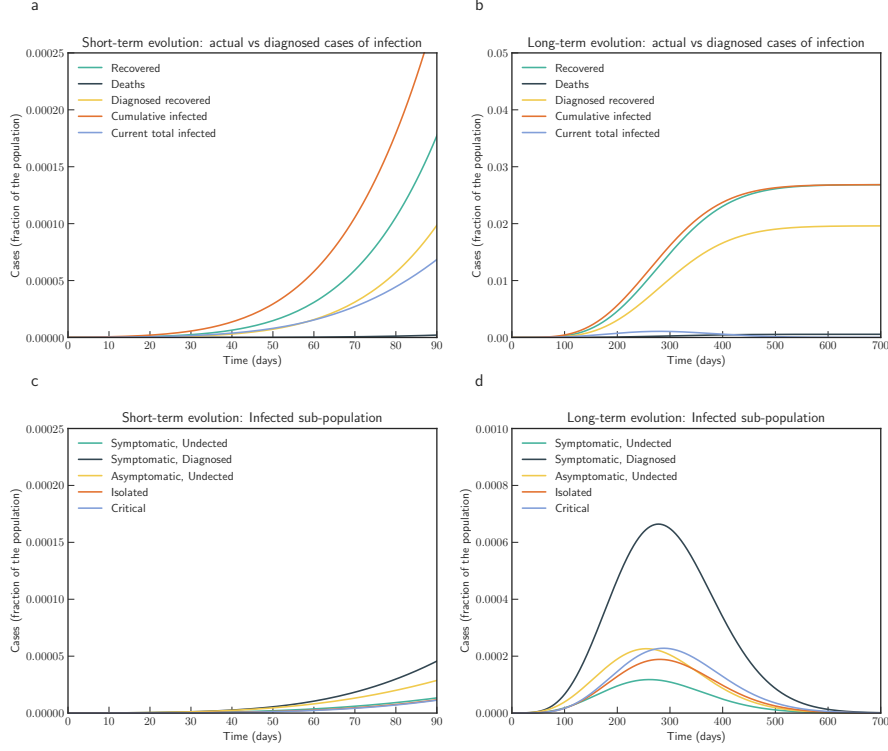 a
Short-term evolution: actual vs diagnosed cases of infection
Cases (fraction of the population)
0.00025
0.00020
0.00015
0.00010
0.00005
0.00000
Recovered
Deaths
Diagnosed recovered
Cumulative infected
Current total infected
0 10 20 30 40 50 60 70 80 90
Time (days)
b
Long-term evolution: actual vs diagnosed cases of infection
Cases (fraction of the population)
0.05
0.04
0.03
0.02
0.01
0.00
Recovered
Deaths
Diagnosed recovered
Cumulative infected
Current total infected
0 100 200 300 400 500 600 700
Time (days)
c
Short-term evolution: Infected sub-population
Cases (fraction of the population)
0.00025
0.00020
0.00015
0.00010
0.00005
0.00000
Symptomatic, Undected
Symptomatic, Diagnosed
Asymptomatic, Undected
Isolated
Critical
0 10 20 30 40 50 60 70 80 90
Time (days)
d
Long-term evolution: Infected sub-population
Cases (fraction of the population)
0.0010
0.0008
0.0006
0.0004
0.0002
0.0000
Symptomatic, Undected
Symptomatic, Diagnosed
Asymptomatic, Undected
Isolated
Critical
0 100 200 300 400 500 600 700
Time (days)